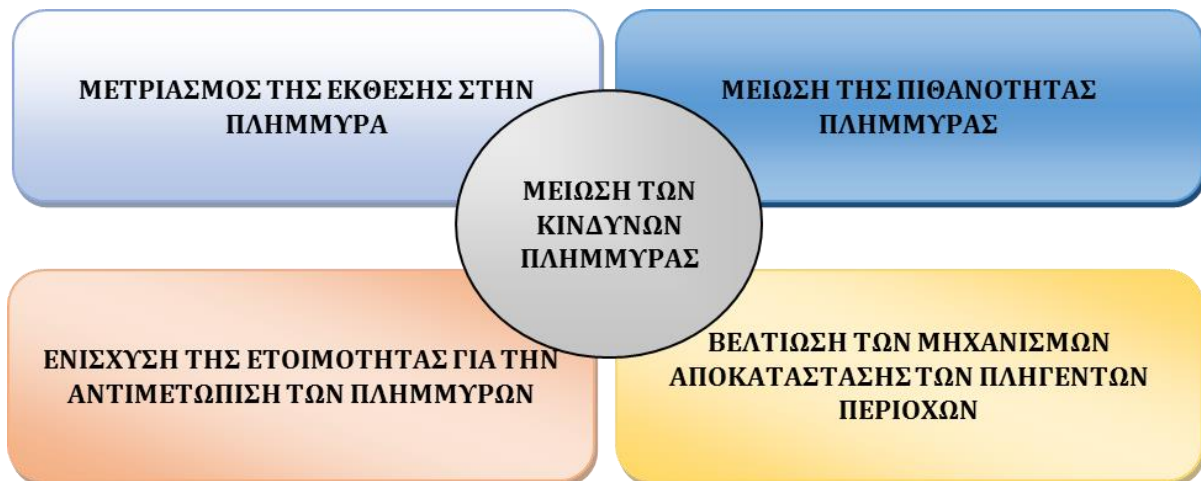 ΜΕΤΡΙΑΣΜΟΣ ΤΗΣ ΕΚΘΕΣΗΣ ΣΤΗΝ
ΠΛΗΜΜΥΡΑ
ΜΕΙΩΣΗ ΤΗΣ ΠΙΘΑΝΟΤΗΤΑΣ
ΠΛΗΜΜΥΡΑΣ
ΜΕΙΩΣΗ ΤΩΝ
ΚΙΝΔΥΝΩΝ
ΠΛΗΜΜΥΡΑΣ
ΕΝΙΣΧΥΣΗ ΤΗΣ ΕΤΟΙΜΟΤΗΤΑΣ ΓΙΑ ΤΗΝ
ΑΝΤΙΜΕΤΩΠΙΣΗ ΤΩΝ ΠΛΗΜΜΥΡΩΝ
ΒΕΛΤΙΩΣΗ ΤΩΝ ΜΗΧΑΝΙΣΜΩΝ
ΑΠΟΚΑΤΑΣΤΑΣΗΣ ΤΩΝ ΠΛΗΓΕΝΤΩΝ
ΠΕΡΙΟΧΩΝ